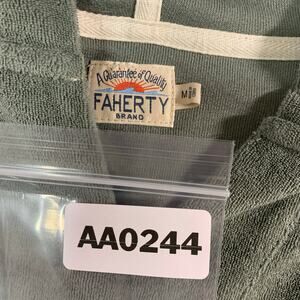 A Guarantee of Quality
FAHERTY
BRAND
M
AA0244